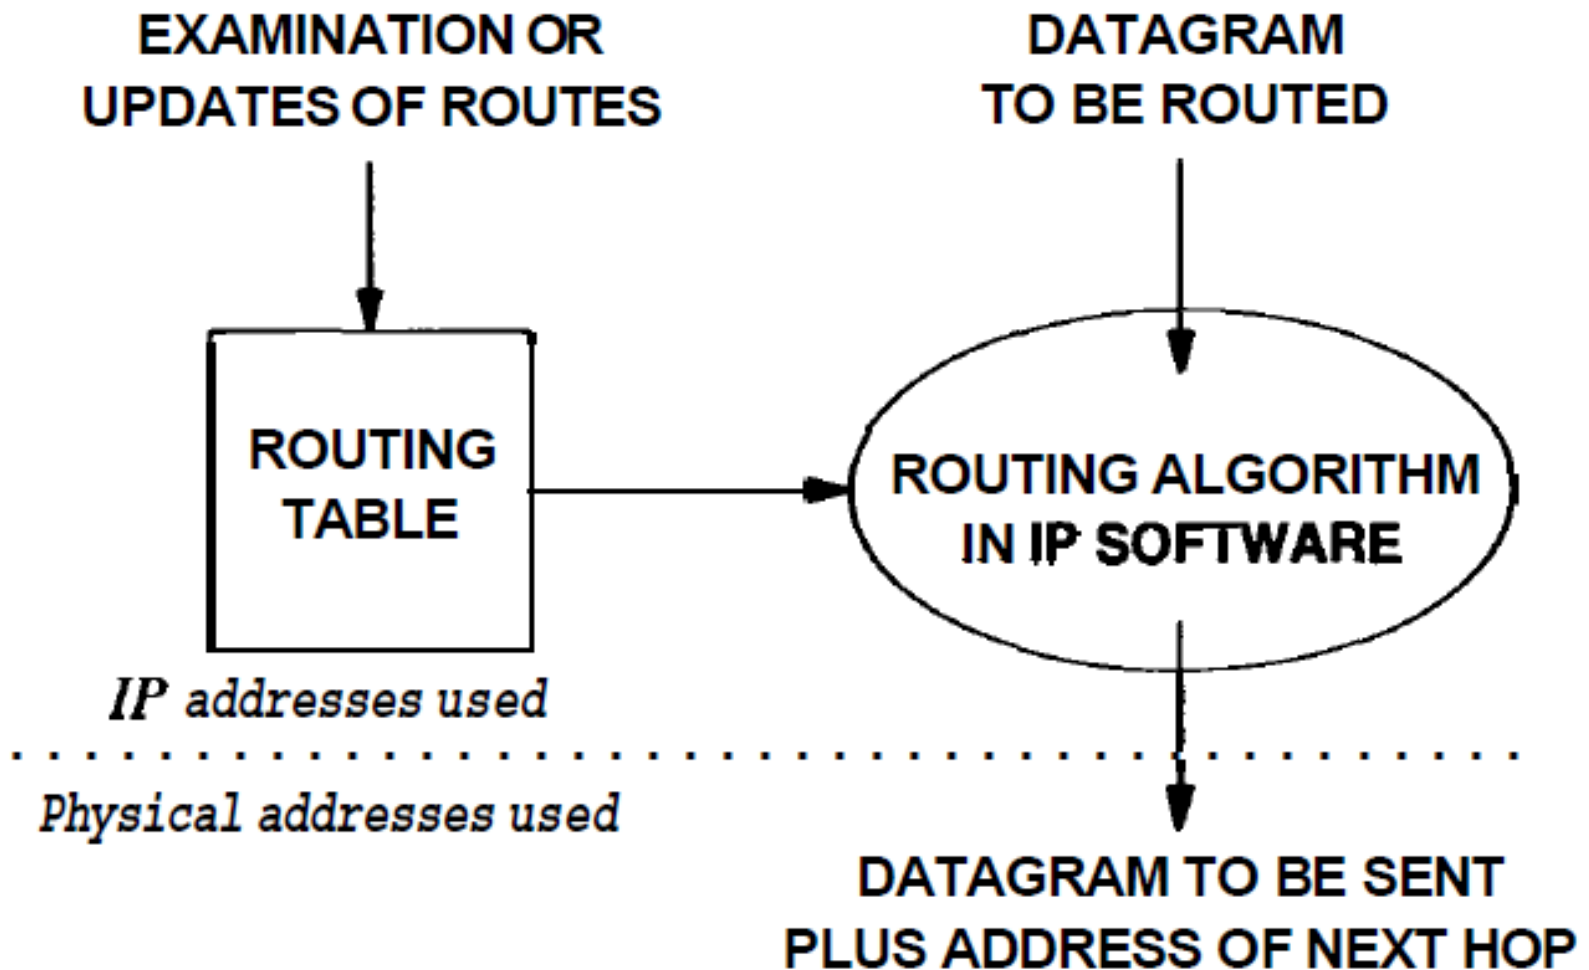 EXAMINATION OR
UPDATES OF ROUTES
DATAGRAM
TO BE ROUTED
ROUTING
TABLE
ROUTING ALGORITHM
IN IP SOFTWARE
IP addresses used
Physical addresses used
DATAGRAM TO BE SENT
PLUS ADDRESS OF NEXT HOP